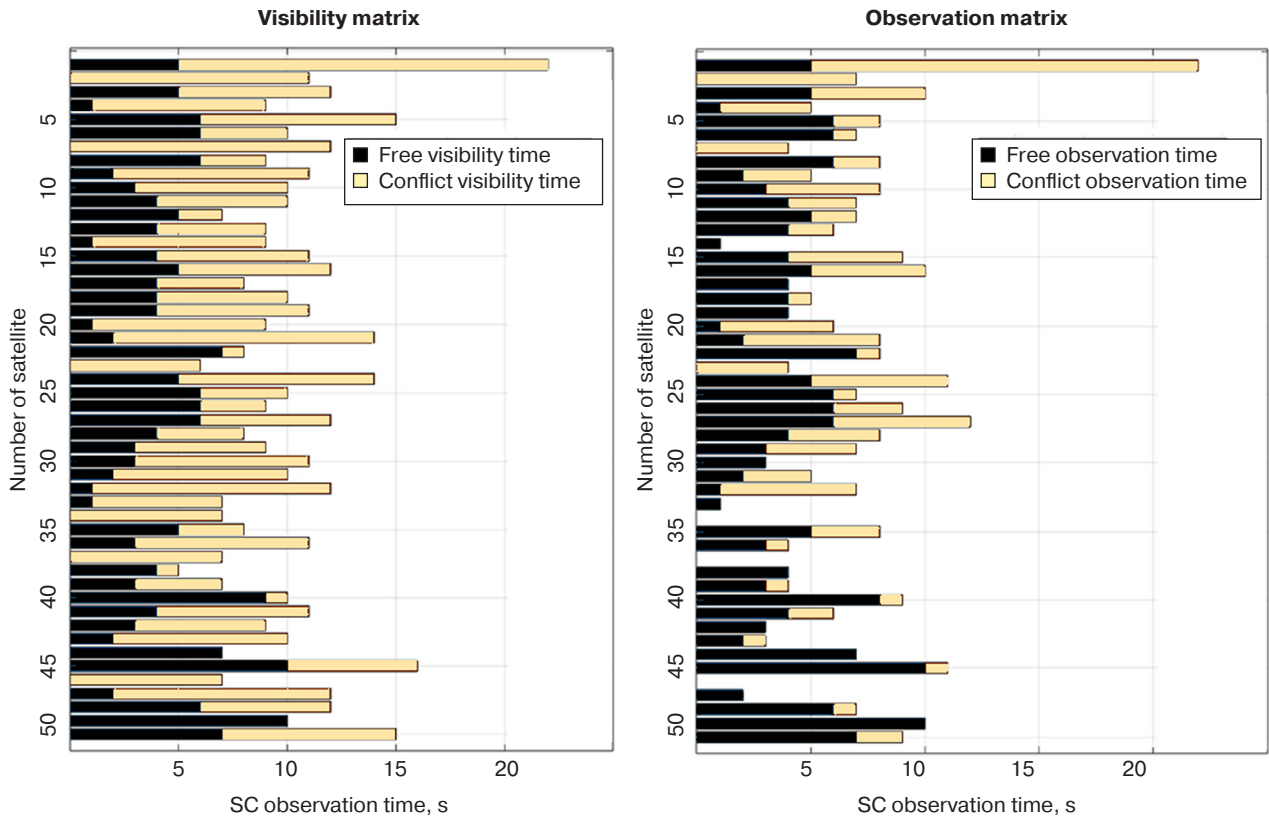 Visibility matrix
Number of satellite
5
10
15
20
25
30
35
40
45
50
Free visibility time
Conflict visibility time
5
10
15
20
SC observation time, s
Observation matrix
Number of satellite
5
10
15
20
25
30
35
40
45
50
Free observation time
Conflict observation time
5
10
15
20
SC observation time, s